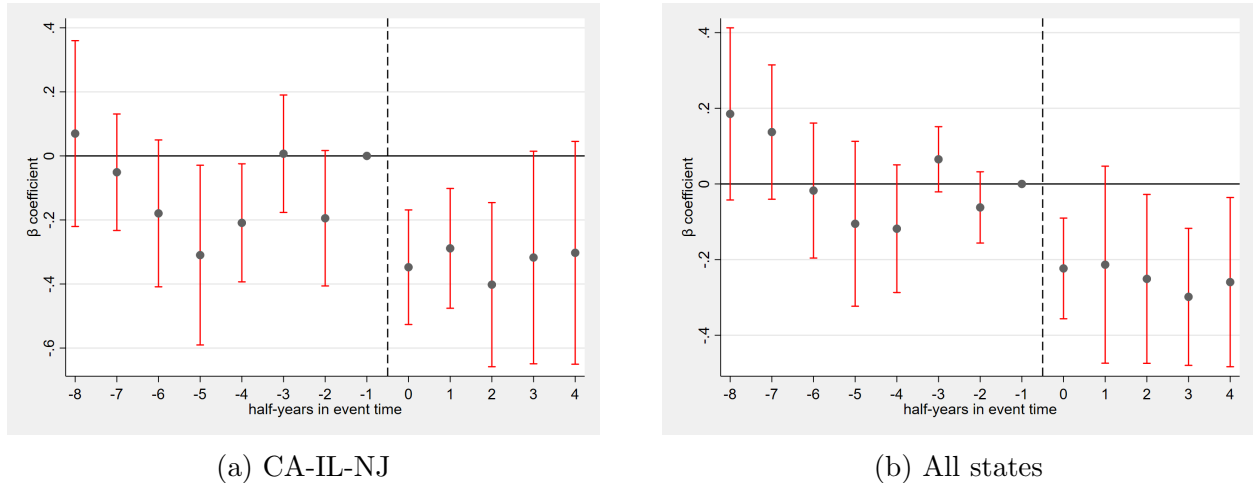 .4
.2
0
-.2
-.4
-.6
β coefficient
-8 -7 -6 -5 -4 -3 -2 -1 0 1 2 3 4
half-years in event time
(a) CA-IL-NJ
.4
.2
0
-.2
-.4
β coefficient
-8 -7 -6 -5 -4 -3 -2 -1 0 1 2 3 4
half-years in event time
(b) All states